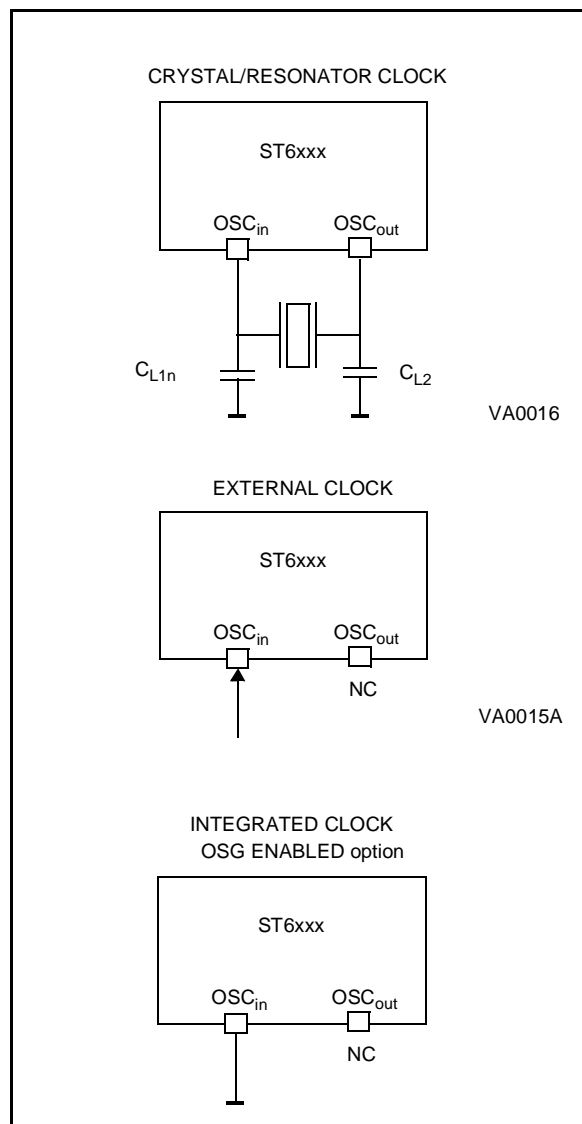 CRYSTAL/RESONATOR CLOCK
ST6xxx
OSCin OSCout
CL1n CL2
VA0016
EXTERNAL CLOCK
ST6xxx
OSCin OSCout
NC
VA0015A
INTEGRATED CLOCK
OSG ENABLED option
ST6xxx
OSCin OSCout
NC